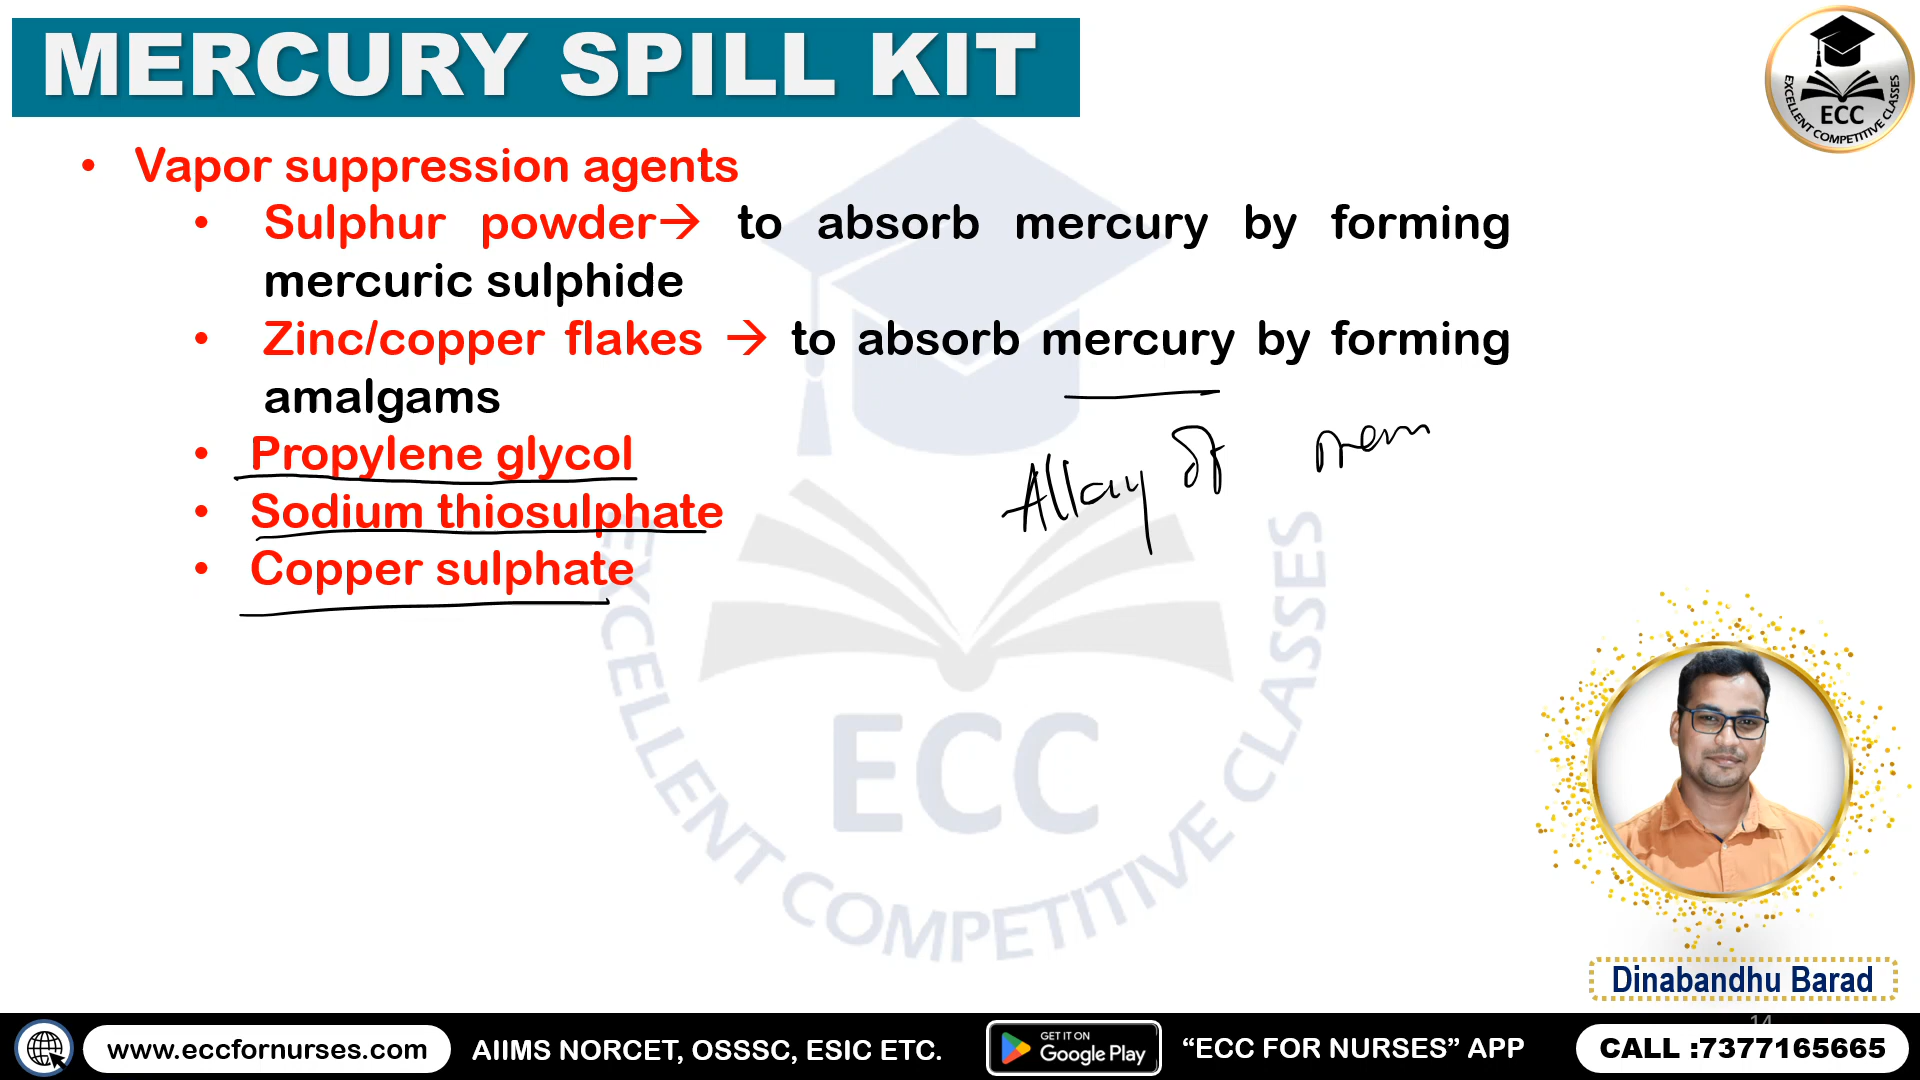 MERCURY SPILL KIT
EXCELLENT COMPETITIVE CLASSES
ECC
• Vapor suppression agents
• Sulphur powder→ to absorb mercury by forming
mercuric sulphide
• Zinc/copper flakes → to absorb mercury by forming
amalgams
• Propylene glycol
• Sodium thiosulphate
• Copper sulphate
Allay of
EXCELLENT COMPETITIVE CLASSES
ECC
Dinabandhu Barad
14
www.eccfornurses.com
AIIMS NORCET, OSSSC, ESIC ETC.
GET IT ON
Google Play
“ECC FOR NURSES” APP
CALL :7377165665